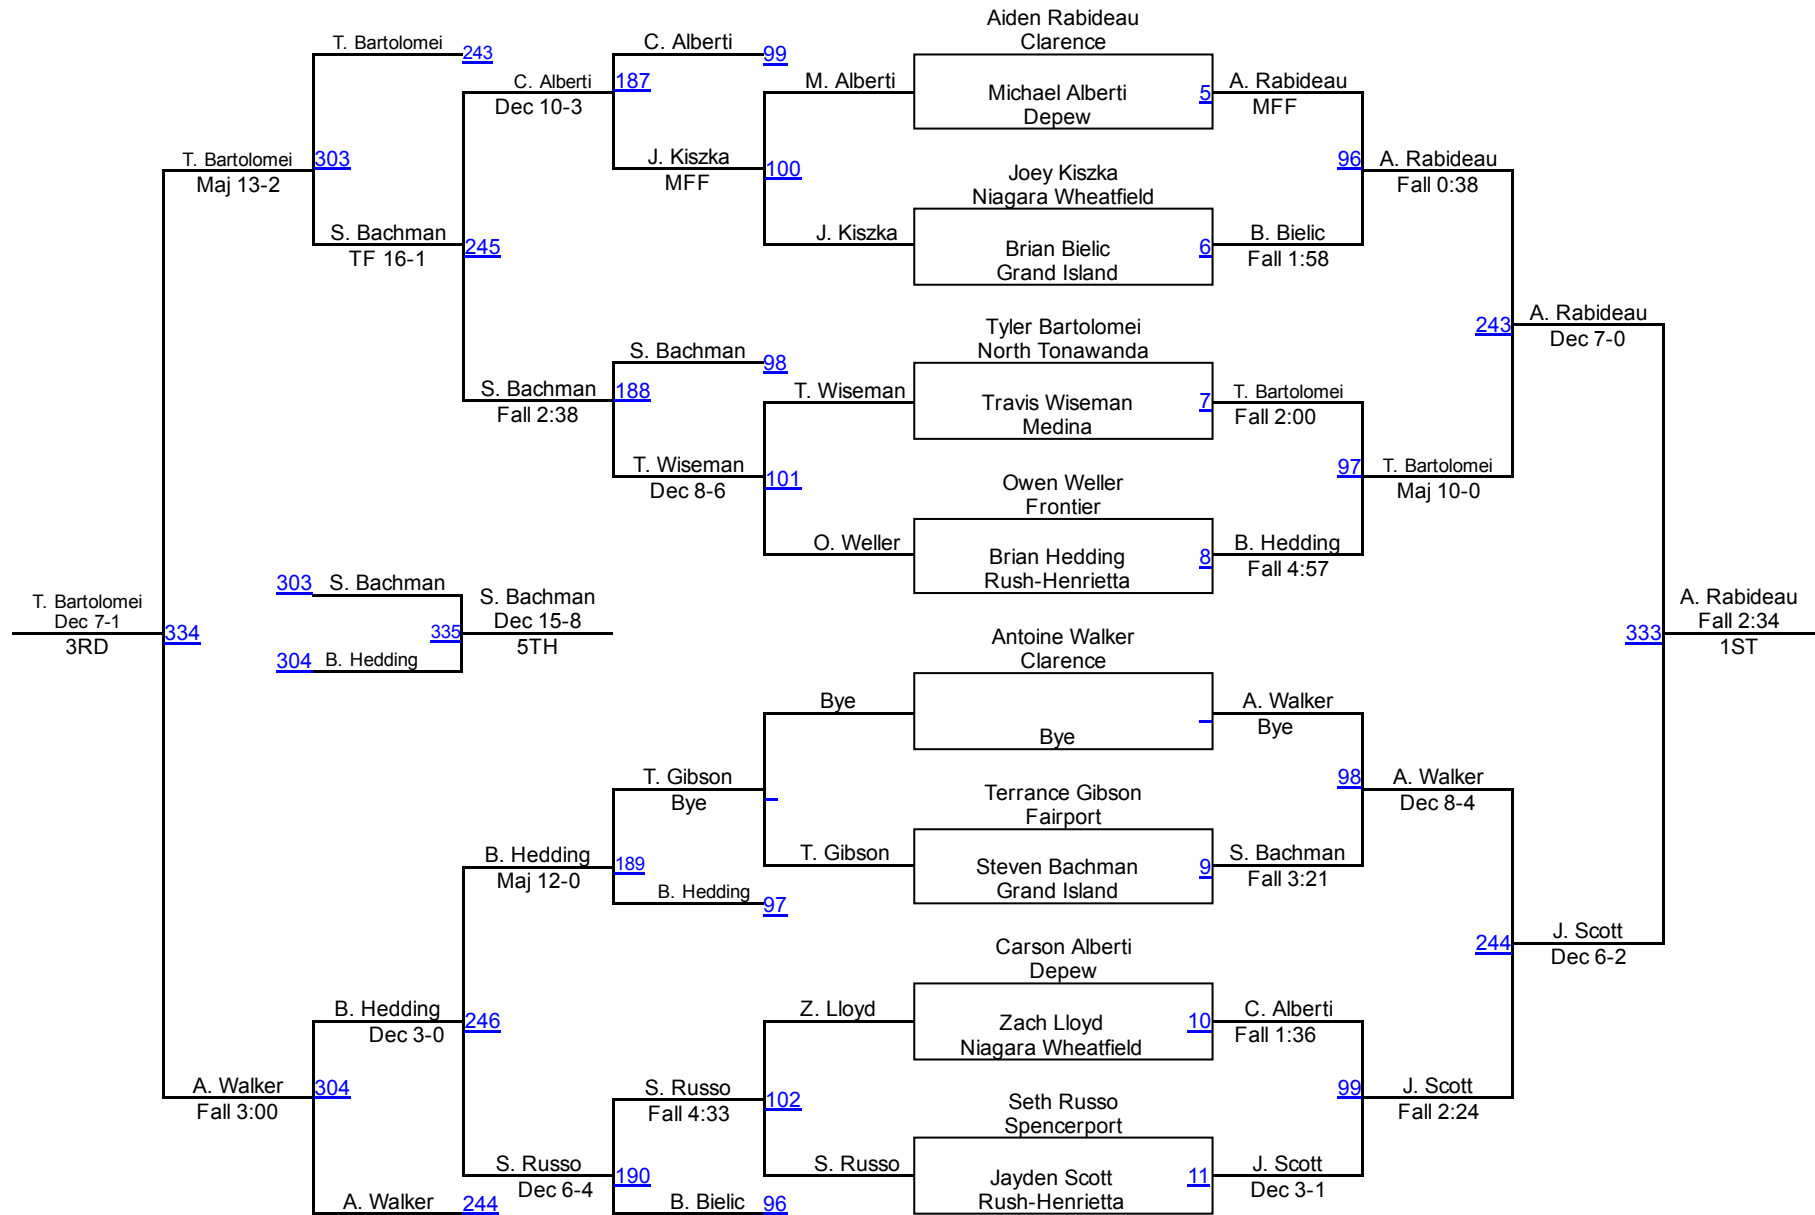 Aiden Rabideau
Clarence
T. Bartolomei
243
C. Alberti
99
C. Alberti
Dec 10-3
187
M. Alberti
Michael Alberti
Depew
5
A. Rabideau
MFF
T. Bartolomei
Maj 13-2
303
J. Kiszka
MFF
100
Joey Kiszka
Niagara Wheatfield
96
A. Rabideau
Fall 0:38
S. Bachman
TF 16-1
245
J. Kiszka
Brian Bielic
Grand Island
6
B. Bielic
Fall 1:58
Tyler Bartolomei
North Tonawanda
243
A. Rabideau
Dec 7-0
S. Bachman
98
S. Bachman
Fall 2:38
188
T. Wiseman
Travis Wiseman
Medina
7
T. Bartolomei
Fall 2:00
T. Wiseman
Dec 8-6
101
Owen Weller
Frontier
97
T. Bartolomei
Maj 10-0
O. Weller
Brian Hedding
Rush-Henrietta
8
B. Hedding
Fall 4:57
303
S. Bachman
T. Bartolomei
Dec 7-1
3RD
334
335
S. Bachman
Dec 15-8
5TH
304
B. Hedding
Antoine Walker
Clarence
333
A. Rabideau
Fall 2:34
1ST
Bye
Bye
A. Walker
Bye
T. Gibson
Bye
Terrance Gibson
Fairport
98
A. Walker
Dec 8-4
B. Hedding
Maj 12-0
189
T. Gibson
Steven Bachman
Grand Island
9
S. Bachman
Fall 3:21
B. Hedding
97
Carson Alberti
Depew
244
J. Scott
Dec 6-2
B. Hedding
Dec 3-0
246
Z. Lloyd
Zach Lloyd
Niagara Wheatfield
10
C. Alberti
Fall 1:36
A. Walker
Fall 3:00
304
S. Russo
Fall 4:33
102
Seth Russo
Spencerport
99
J. Scott
Fall 2:24
S. Russo
Dec 6-4
190
S. Russo
Jayden Scott
Rush-Henrietta
11
J. Scott
Dec 3-1
A. Walker
244
B. Bielic
96